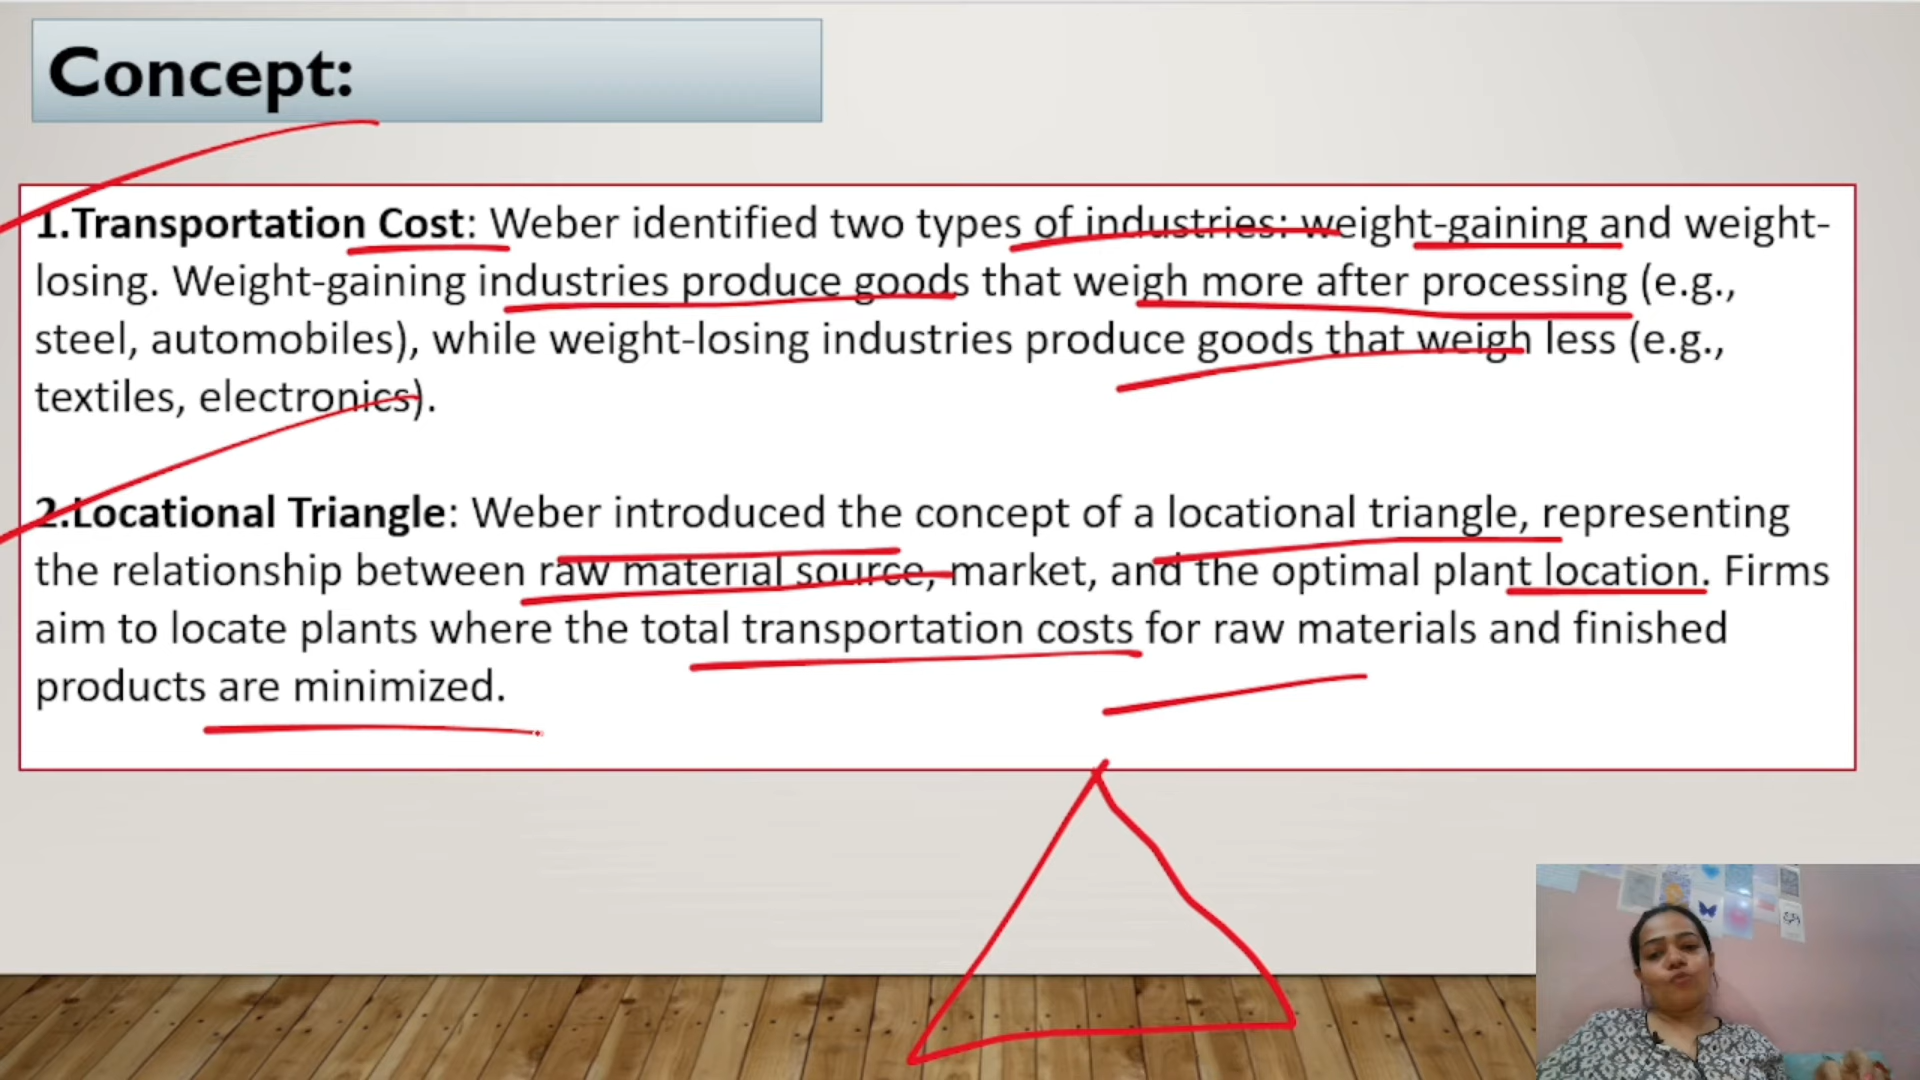 Concept:
1.Transportation Cost: Weber identified two types of industries: weight-gaining and weight-
losing. Weight-gaining industries produce goods that weigh more after processing (e.g.,
steel, automobiles), while weight-losing industries produce goods that weigh less (e.g.,
textiles, electronics).
2.Locational Triangle: Weber introduced the concept of a locational triangle, representing
the relationship between raw material source, market, and the optimal plant location. Firms
aim to locate plants where the total transportation costs for raw materials and finished
products are minimized.